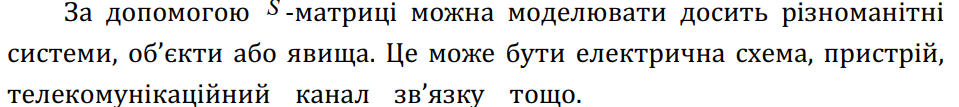 За допомогою S -матриці можна моделювати досить різноманітні
системи, об’єкти або явища. Це може бути електрична схема, пристрій,
телекомунікаційний канал зв’язку тощо.